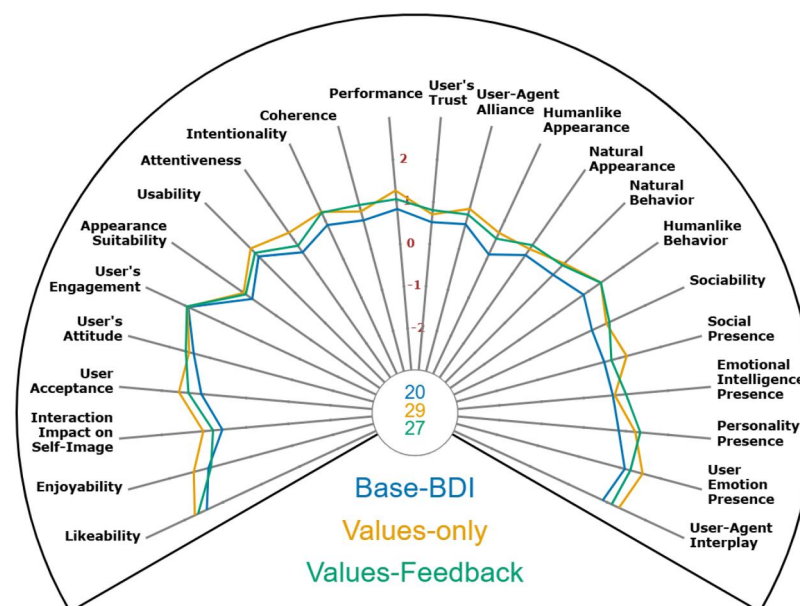 Performance
User's
Trust
User-Agent
Alliance
Humanlike
Appearance
Natural
Appearance
Natural
Behavior
Humanlike
Behavior
Sociability
Social
Presence
Emotional
Intelligence
Presence
Personality
Presence
User
Emotion
Presence
User-Agent
Interplay
Coherence
Intentionality
Attentiveness
Usability
Appearance
Suitability
User's
Engagement
User's
Attitude
User
Acceptance
Interaction
Impact on
Self-Image
Enjoyability
Likeability
2
1
0
-1
-2
20
29
27
Base-BDI
Values-only
Values-Feedback